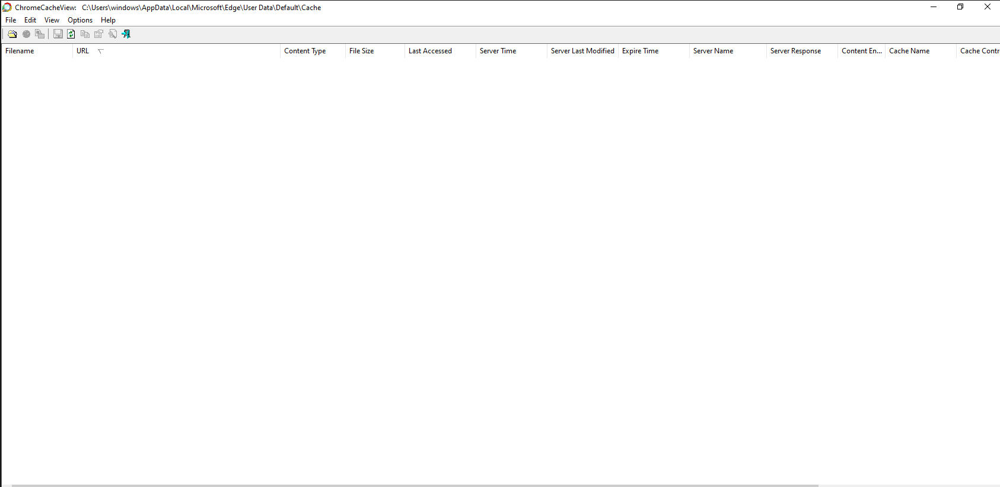 ChromeCacheView: C:\Users\windows\AppData\Local\Microsoft\Edge\User Data\Default\Cache
File Edit View Options Help
Filename URL Content Type File Size Last Accessed Server Time Server Last Modified Expire Time Server Name Server Response Content En... Cache Name Cache Contr